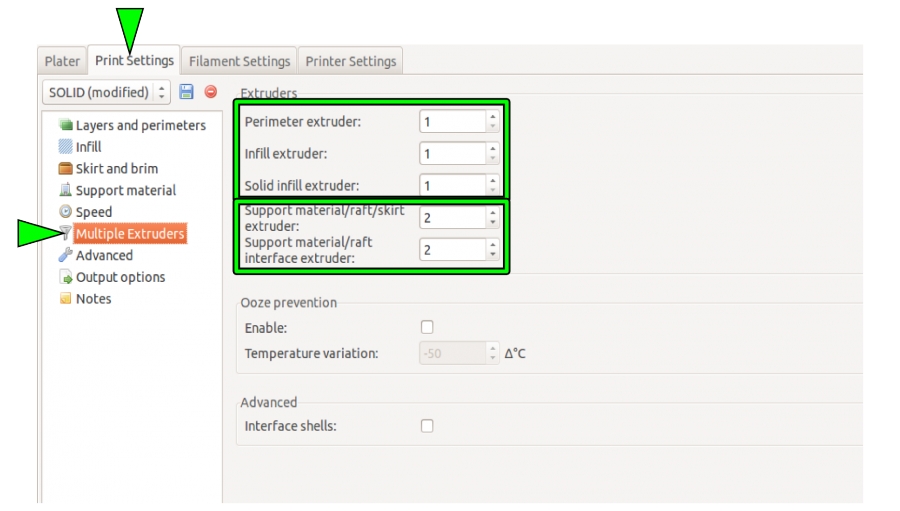 Plater Print Settings Filament Settings Printer Settings
SOLID (modified)
Layers and perimeters
Infill
Skirt and brim
Support material
Speed
Multiple Extruders
Advanced
Output options
Notes
Extruders
Perimeter extruder: 1
Infill extruder: 1
Solid infill extruder: 1
Support material/raft/skirt
extruder: 2
Support material/raft
interface extruder: 2
Ooze prevention
Enable:
Temperature variation: -50 Δ°C
Advanced
Interface shells: